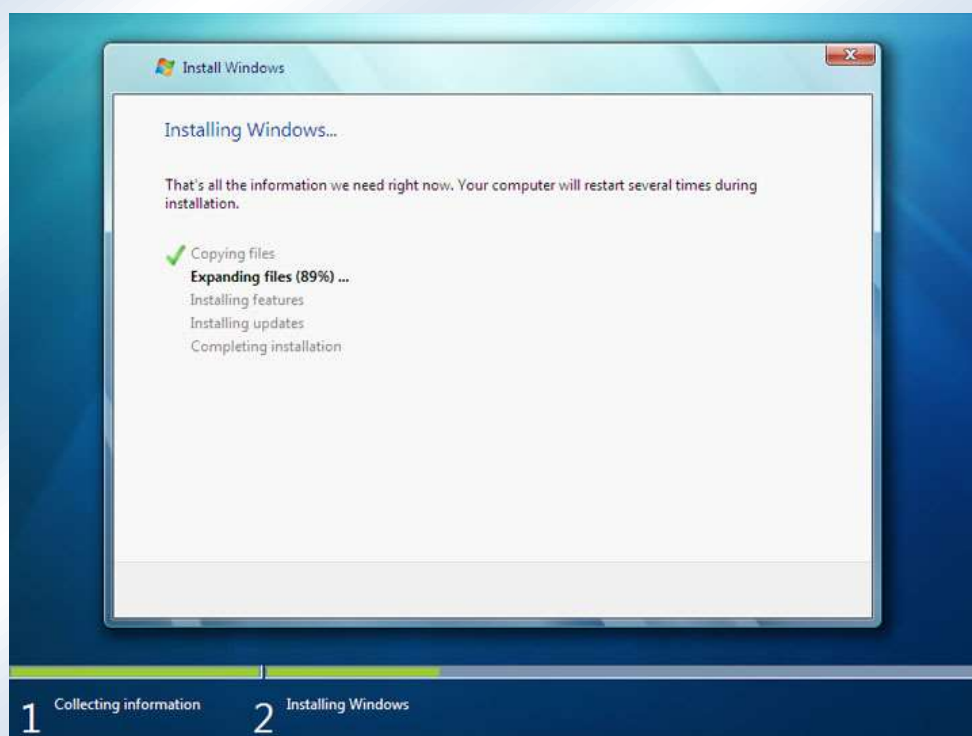 Install Windows
Installing Windows...
That's all the information we need right now. Your computer will restart several times during
installation.
Copying files
Expanding files (89%) ...
Installing features
Installing updates
Completing installation
1 Collecting information 2 Installing Windows